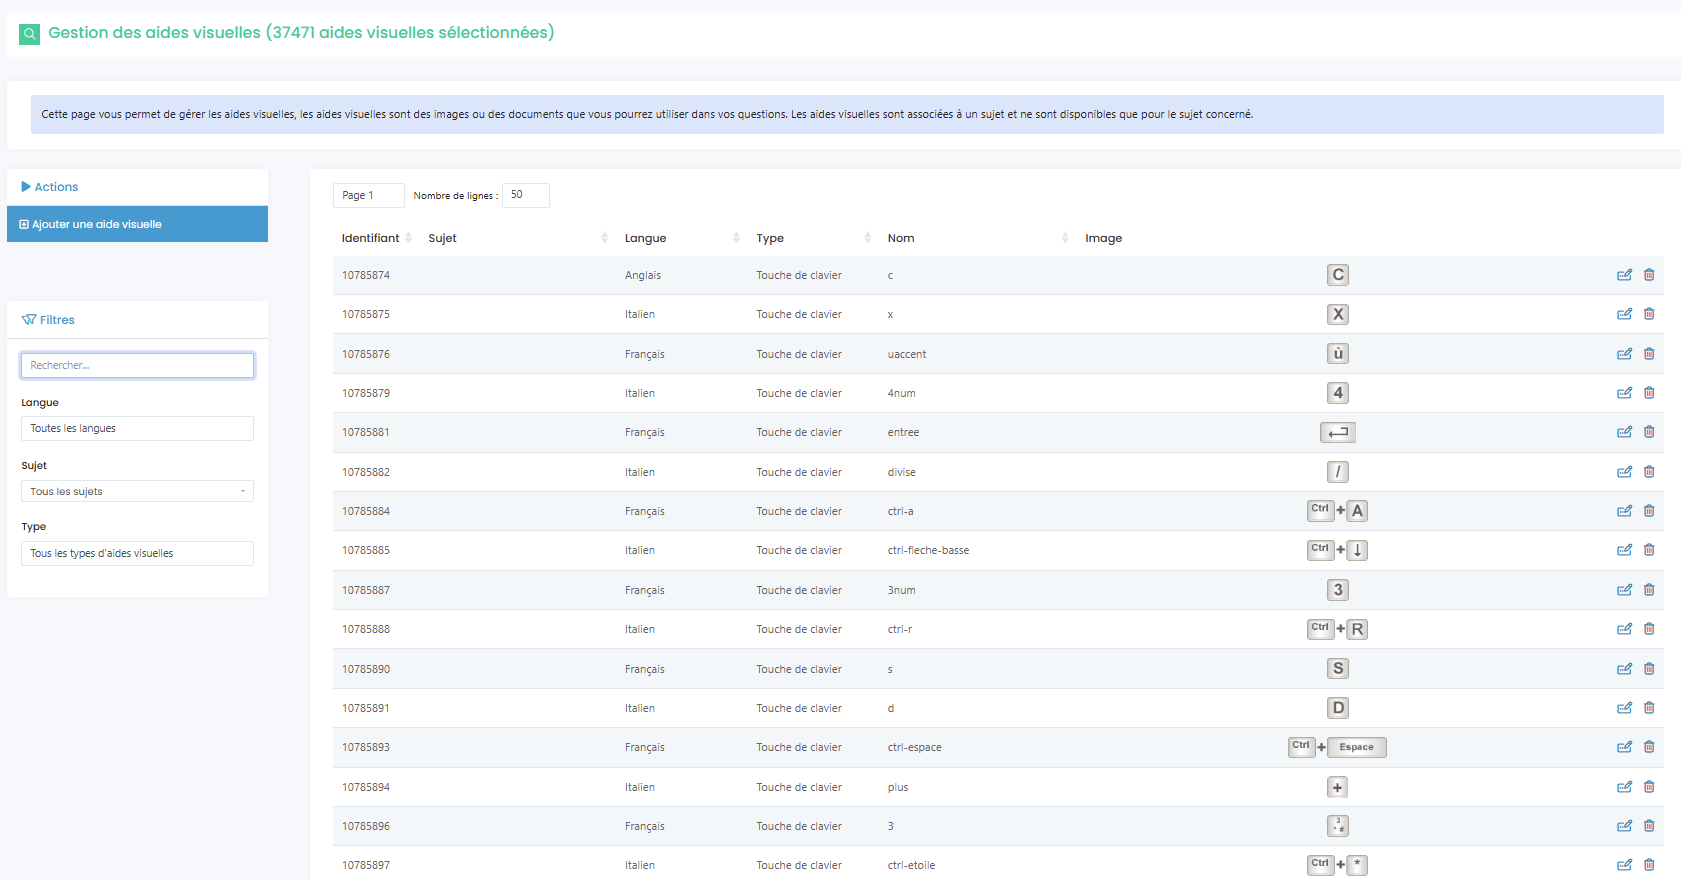 Gestion des aides visuelles (37471 aides visuelles sélectionnées)
Cette page vous permet de gérer les aides visuelles, les aides visuelles sont des images ou des documents que vous pourrez utiliser dans vos questions. Les aides visuelles sont associées à un sujet et ne sont disponibles que pour le sujet concerné.
Actions
Ajouter une aide visuelle
Filtres
Rechercher...
Langue
Toutes les langues
Sujet
Tous les sujets
Type
Tous les types d'aides visuelles
Page 1 Nombre de lignes : 50
Identifiant Sujet Langue Type Nom Image
10785874 Anglais Touche de clavier c C
10785875 Italien Touche de clavier x X
10785876 Français Touche de clavier uaccent ù
10785879 Italien Touche de clavier 4num 4
10785881 Français Touche de clavier entree
10785882 Italien Touche de clavier divise /
10785884 Français Touche de clavier ctrl-a Ctrl + A
10785885 Italien Touche de clavier ctrl-fleche-basse Ctrl + ↓
10785887 Français Touche de clavier 3num 3
10785888 Italien Touche de clavier ctrl-r Ctrl + R
10785890 Français Touche de clavier s S
10785891 Italien Touche de clavier d D
10785893 Français Touche de clavier ctrl-espace Ctrl + Espace
10785894 Italien Touche de clavier plus +
10785896 Français Touche de clavier 3 3 " #
10785897 Italien Touche de clavier ctrl-etoile Ctrl + *